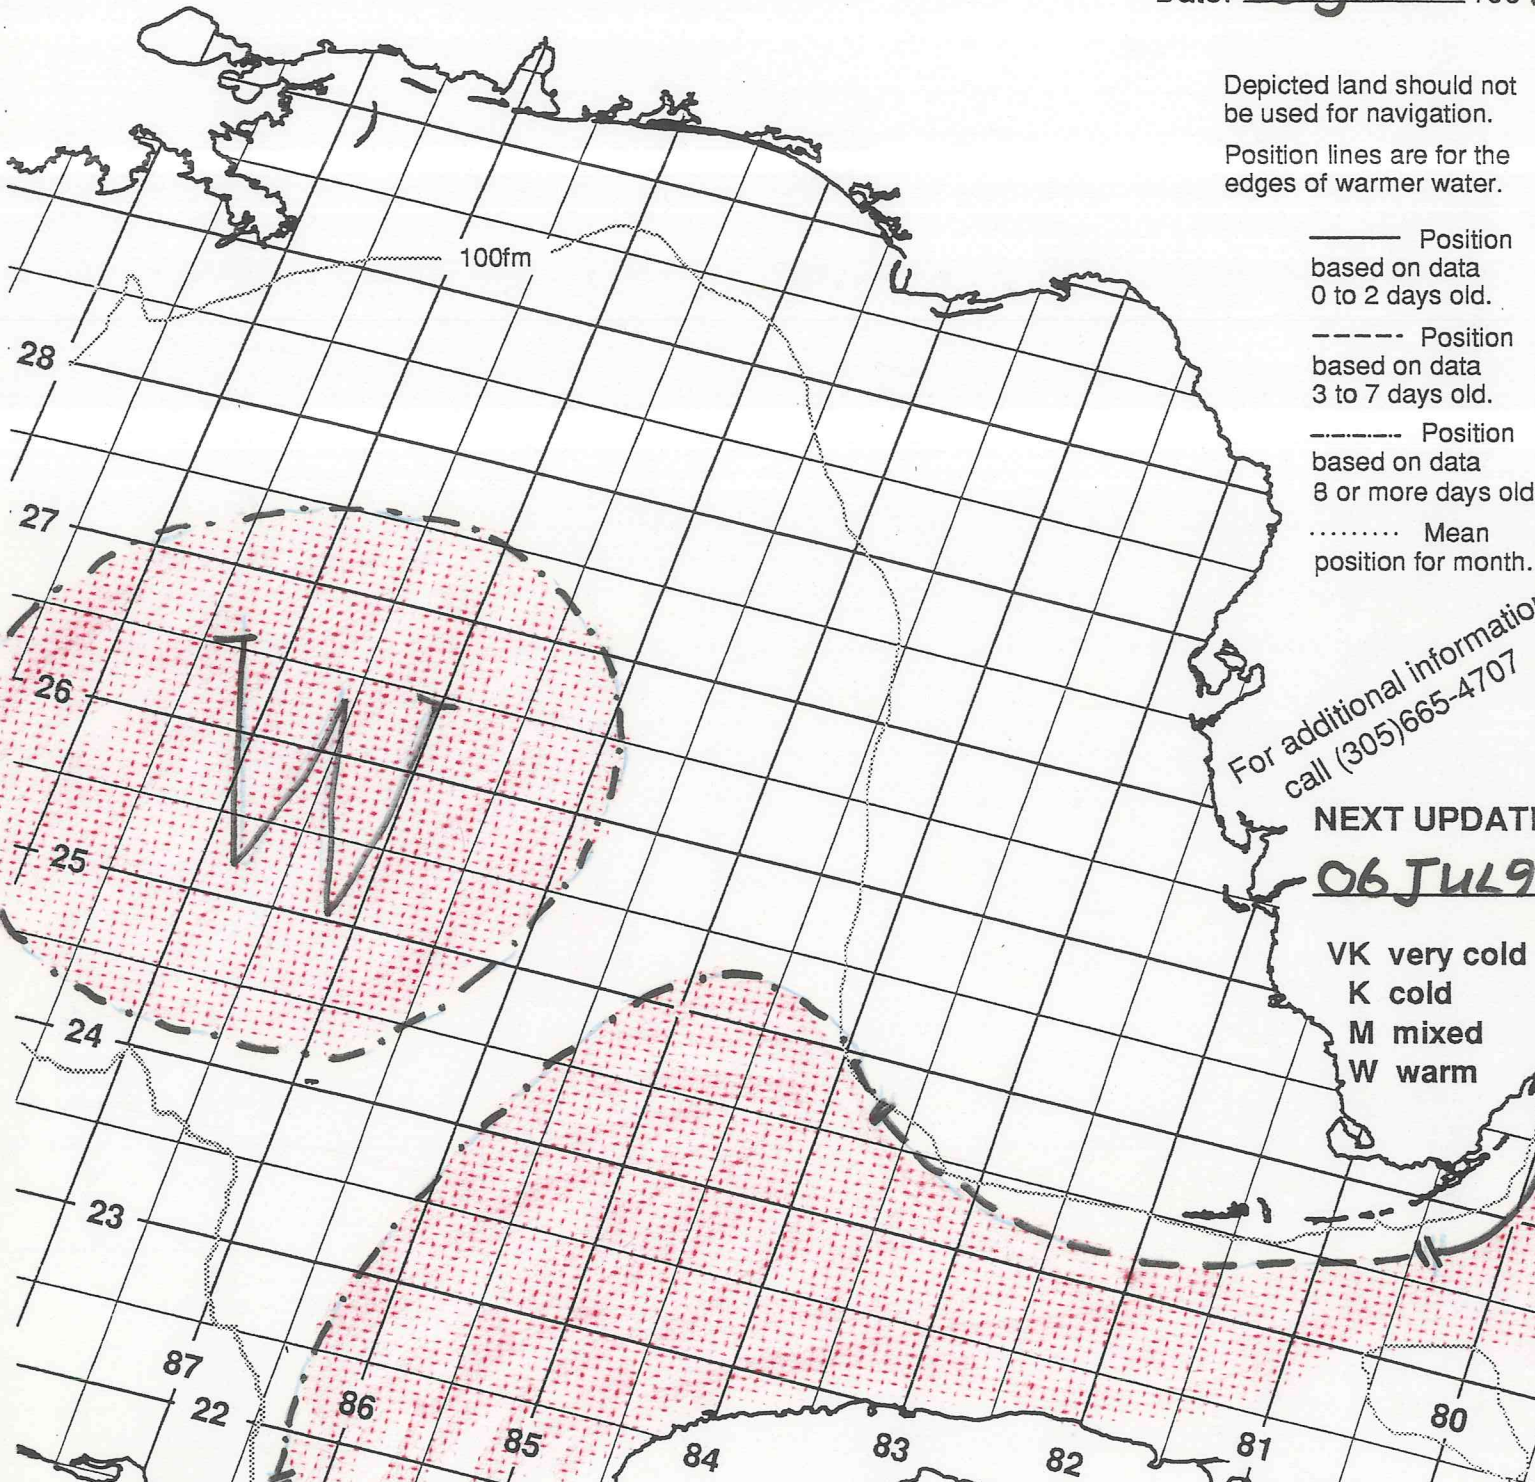 Depicted land should not
be used for navigation.
Position lines are for the
edges of warmer water.
Position
based on data
0 to 2 days old.
Position
based on data
3 to 7 days old.
Position
based on data
8 or more days old
Mean
position for month.
For additional information
call (305)665-4707
NEXT UPDATE
06 JUL9
VK very cold
K cold
M mixed
W warm
100fm
28
27
26
25
24
23
22
W
87
86
85
84
83
82
81
80